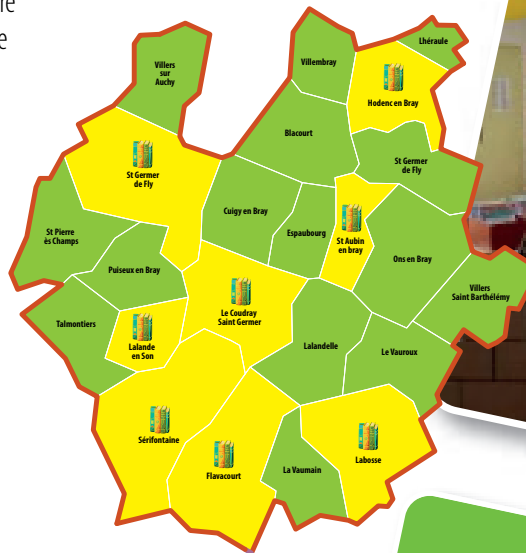 re
e
Lhéraule
Villers
sur
Auchy
Villembray
Hodenc en Bray
Blacourt
St Germer
de Fly
St Germer
de Fly
Cuigy en Bray
Espaubourg
St Aubin
en bray
St Pierre
ès Champs
Puiseux en Bray
Ons en Bray
Villers
Saint Barthélémy
Le Coudray
Saint Germer
Talmontiers
Lalande
en Son
Lalandelle
Le Vauroux
Sérifontaine
Flavacourt
La Vaumain
Labosse